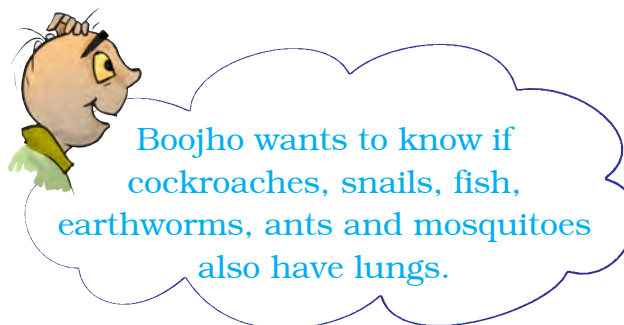 Boojho wants to know if
cockroaches, snails, fish,
earthworms, ants and mosquitoes
also have lungs.